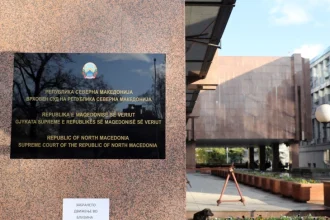 РЕПУБЛИКА СЕВЕРНА МАКЕДОНИЈА
ВРХОВЕН СУД НА РЕПУБЛИКА СЕВЕРНА МАКЕДОНИЈА
REPUBLIKA E MAQEDONISË SË VERIUT
GJYKATA SUPREME E REPUBLIKËS SË MAQEDONISË SË VERIUT
REPUBLIC OF NORTH MACEDONIA
SUPREME COURT OF THE REPUBLIC OF NORTH MACEDONIA